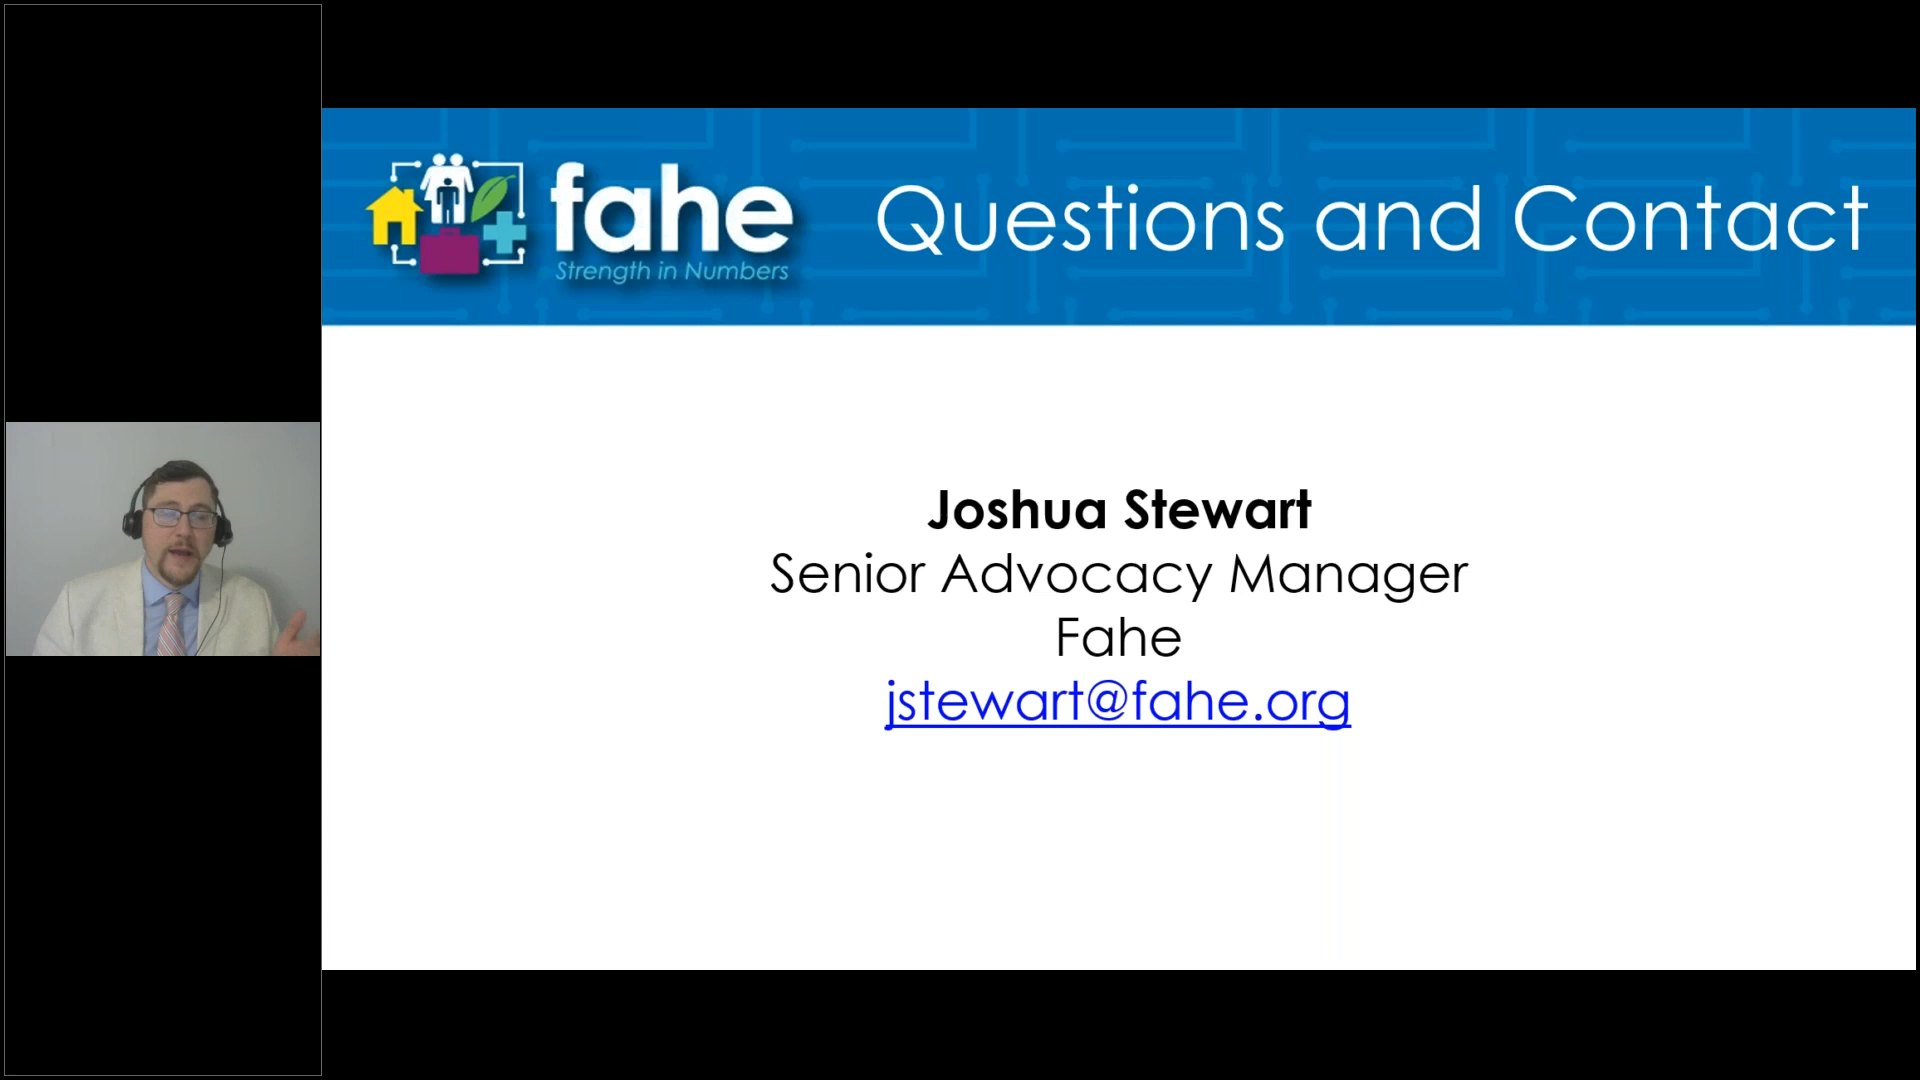 fahe
Strength in Numbers
Questions and Contact
Joshua Stewart
Senior Advocacy Manager
Fahe
jstewart@fahe.org